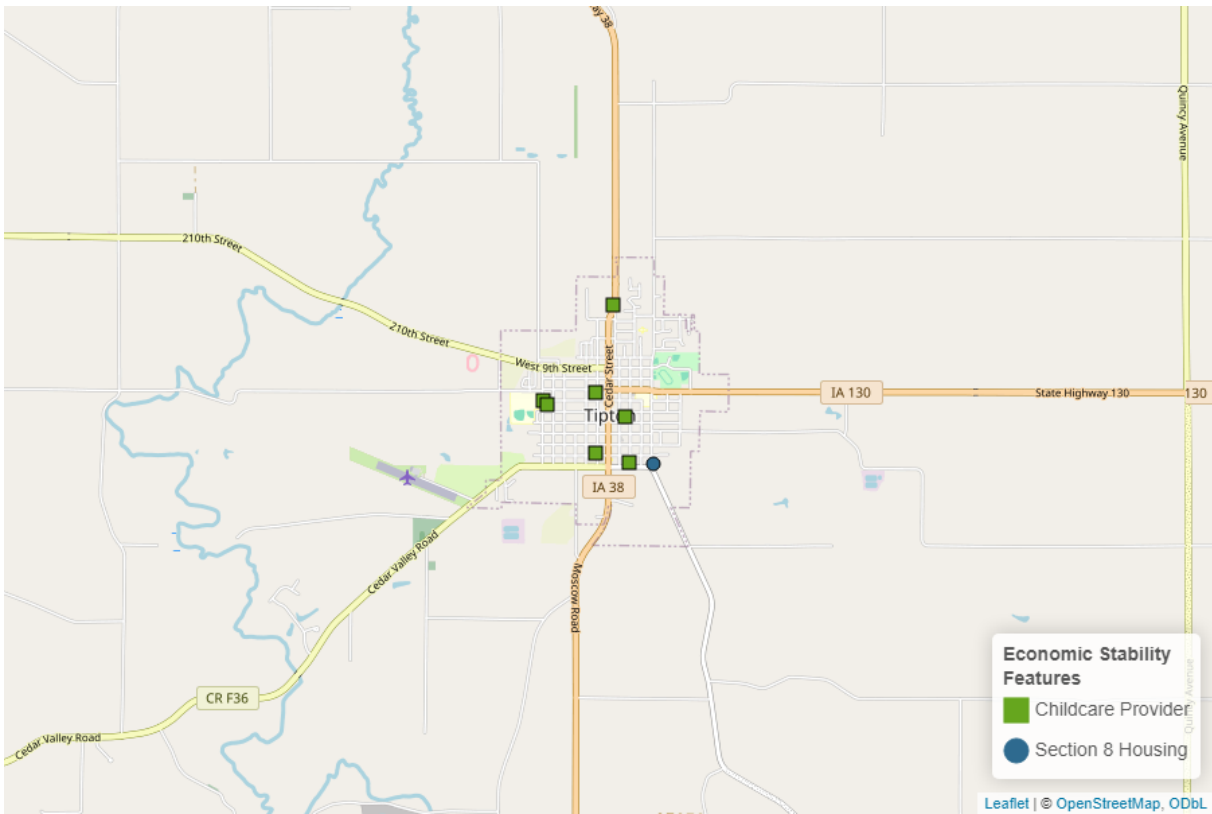 ay 38
Quincy Avenue
210th Street
210th Street
West 9th Street
Cedar Street
IA 130
State Highway 130
130
Tipton
IA 38
Cedar Valley Road
Moscow Road
CR F36
Cedar Valley Road
Economic Stability
Features
Childcare Provider
Section 8 Housing
Quincy Avenue
Leaflet | © OpenStreetMap, ODbL